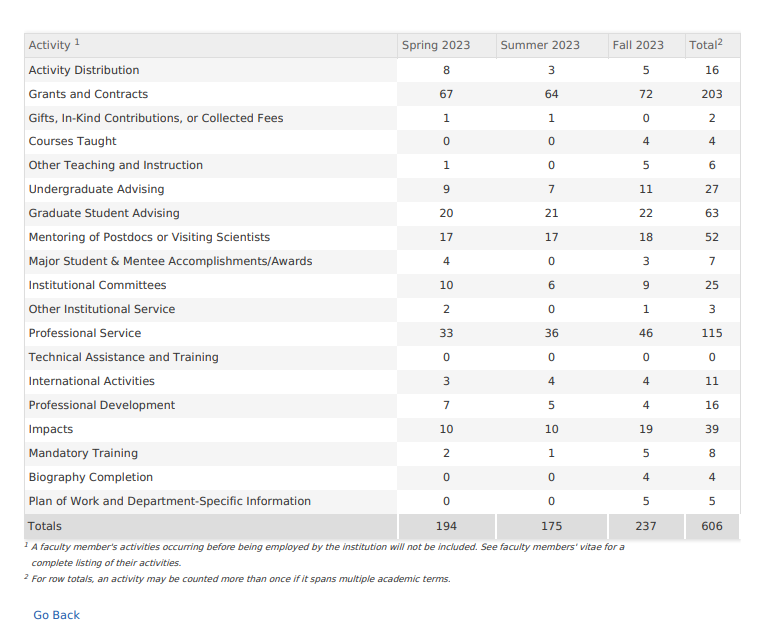 Activity 1 Spring 2023 Summer 2023 Fall 2023 Total2
Activity Distribution 8 3 5 16
Grants and Contracts 67 64 72 203
Gifts, In-Kind Contributions, or Collected Fees 1 1 0 2
Courses Taught 0 0 4 4
Other Teaching and Instruction 1 0 5 6
Undergraduate Advising 9 7 11 27
Graduate Student Advising 20 21 22 63
Mentoring of Postdocs or Visiting Scientists 17 17 18 52
Major Student & Mentee Accomplishments/Awards 4 0 3 7
Institutional Committees 10 6 9 25
Other Institutional Service 2 0 1 3
Professional Service 33 36 46 115
Technical Assistance and Training 0 0 0 0
International Activities 3 4 4 11
Professional Development 7 5 4 16
Impacts 10 10 19 39
Mandatory Training 2 1 5 8
Biography Completion 0 0 4 4
Plan of Work and Department-Specific Information 0 0 5 5
Totals 194 175 237 606
1 A faculty member's activities occurring before being employed by the institution will not be included. See faculty members' vitae for a
complete listing of their activities.
2 For row totals, an activity may be counted more than once if it spans multiple academic terms.
Go Back